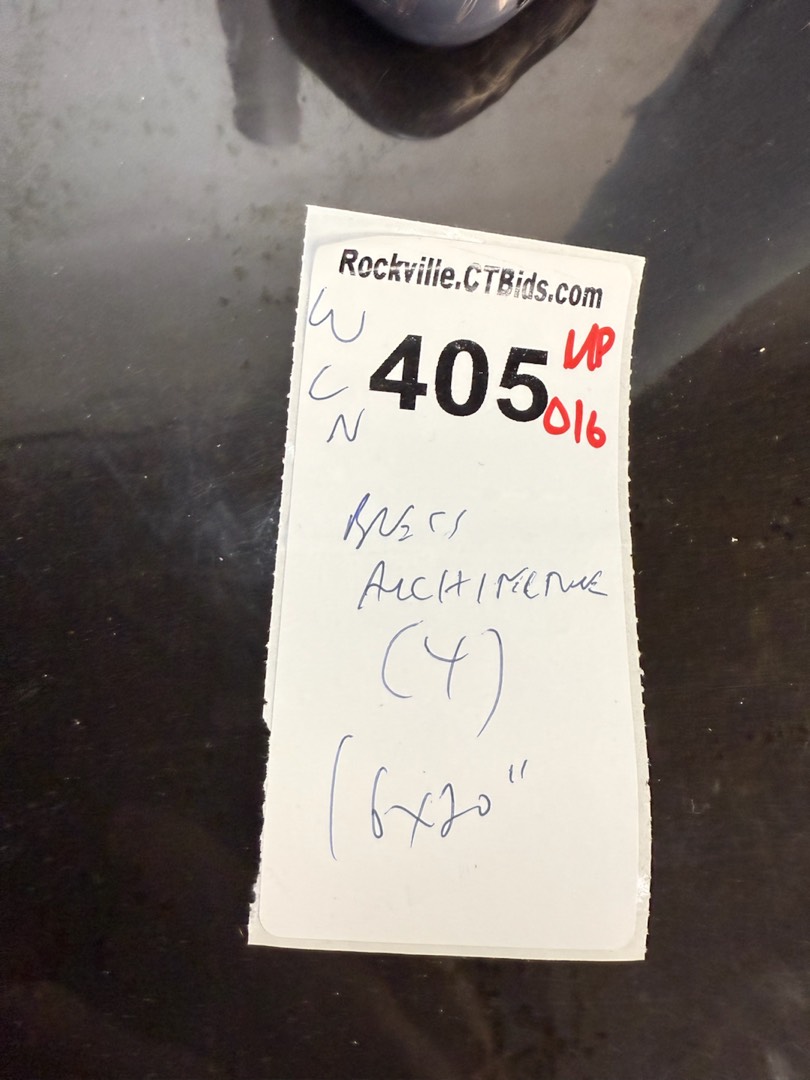 Rockville.CTBids.com
W
C
N
405
UP
016
ARCHITECTURE
(4)
16x20"